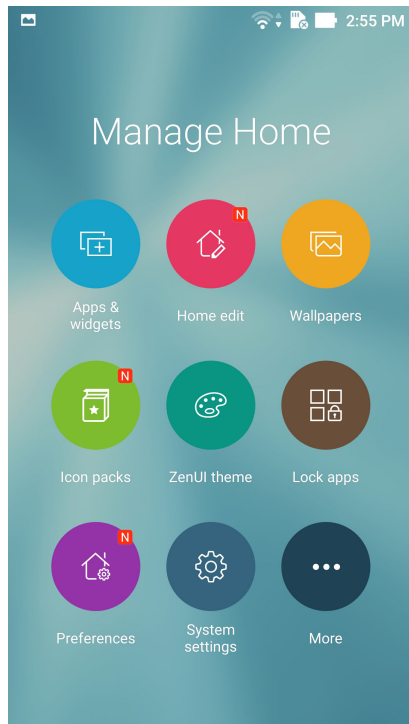 2:55 PM
Manage Home
N
Apps &
widgets
Home edit
Wallpapers
N
Icon packs
ZenUI theme
Lock apps
N
Preferences
System
settings
More